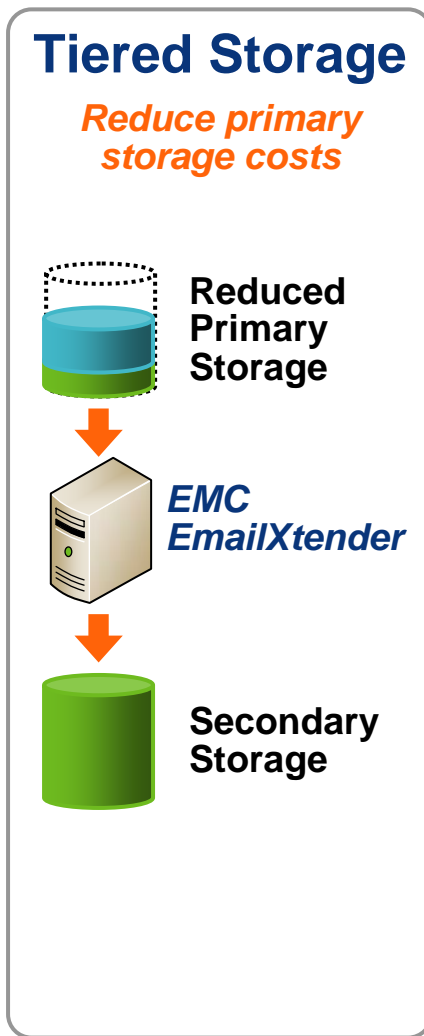 Tiered Storage
Reduce primary
storage costs
Reduced
Primary
Storage
EMC
EmailXtender
Secondary
Storage